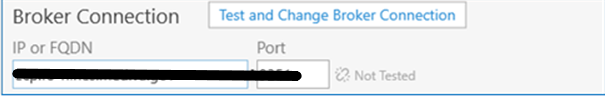 Broker Connection Test and Change Broker Connection
IP or FQDN Port
Not Tested